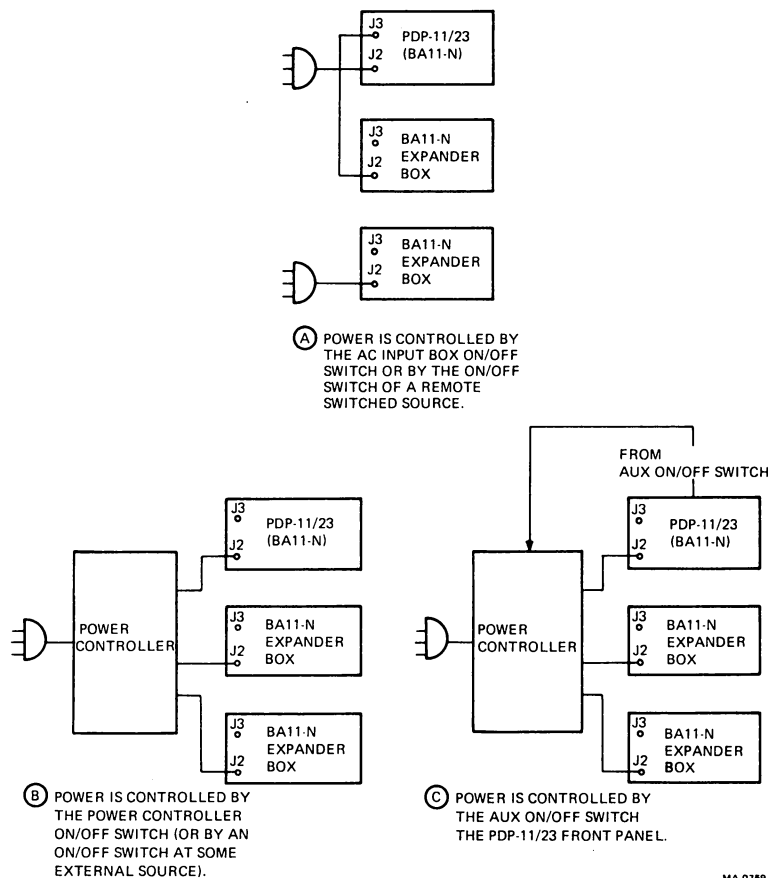 J3
PDP-11/23
J2
(BA11-N)
J3
BA11-N
EXPANDER
J2
BOX
J3
BA11-N
EXPANDER
J2
BOX
A POWER IS CONTROLLED BY
THE AC INPUT BOX ON/OFF
SWITCH OR BY THE ON/OFF
SWITCH OF A REMOTE
SWITCHED SOURCE.
J3
PDP-11/23
J2
(BA11-N)
POWER
CONTROLLER
J3
BA11-N
EXPANDER
J2
BOX
J3
BA11-N
EXPANDER
J2
BOX
B POWER IS CONTROLLED BY
THE POWER CONTROLLER
ON/OFF SWITCH (OR BY AN
ON/OFF SWITCH AT SOME
EXTERNAL SOURCE).
FROM
AUX ON/OFF SWITCH
J3
PDP-11/23
J2
(BA11-N)
POWER
CONTROLLER
J3
BA11-N
EXPANDER
J2
BOX
J3
BA11-N
EXPANDER
J2
BOX
C POWER IS CONTROLLED BY
THE AUX ON/OFF SWITCH
THE PDP-11/23 FRONT PANEL.